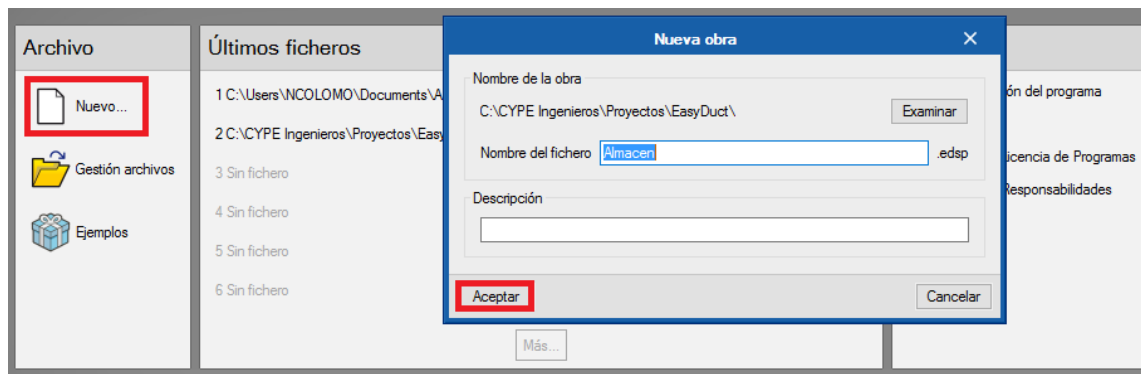 Archivo
Nuevo...
Gestión archivos
Ejemplos
Últimos ficheros
1 C:\Users\NCOLOMO\Documents\A
2 C:\CYPE Ingenieros\Proyectos\Easy
3 Sin fichero
4 Sin fichero
5 Sin fichero
6 Sin fichero
Más...
Nueva obra
Nombre de la obra
C:\CYPE Ingenieros\Proyectos\EasyDuct\
Examinar
Nombre del fichero Almacen .edsp
Descripción
Aceptar
Cancelar
ón del programa
icencia de Programas
Responsabilidades